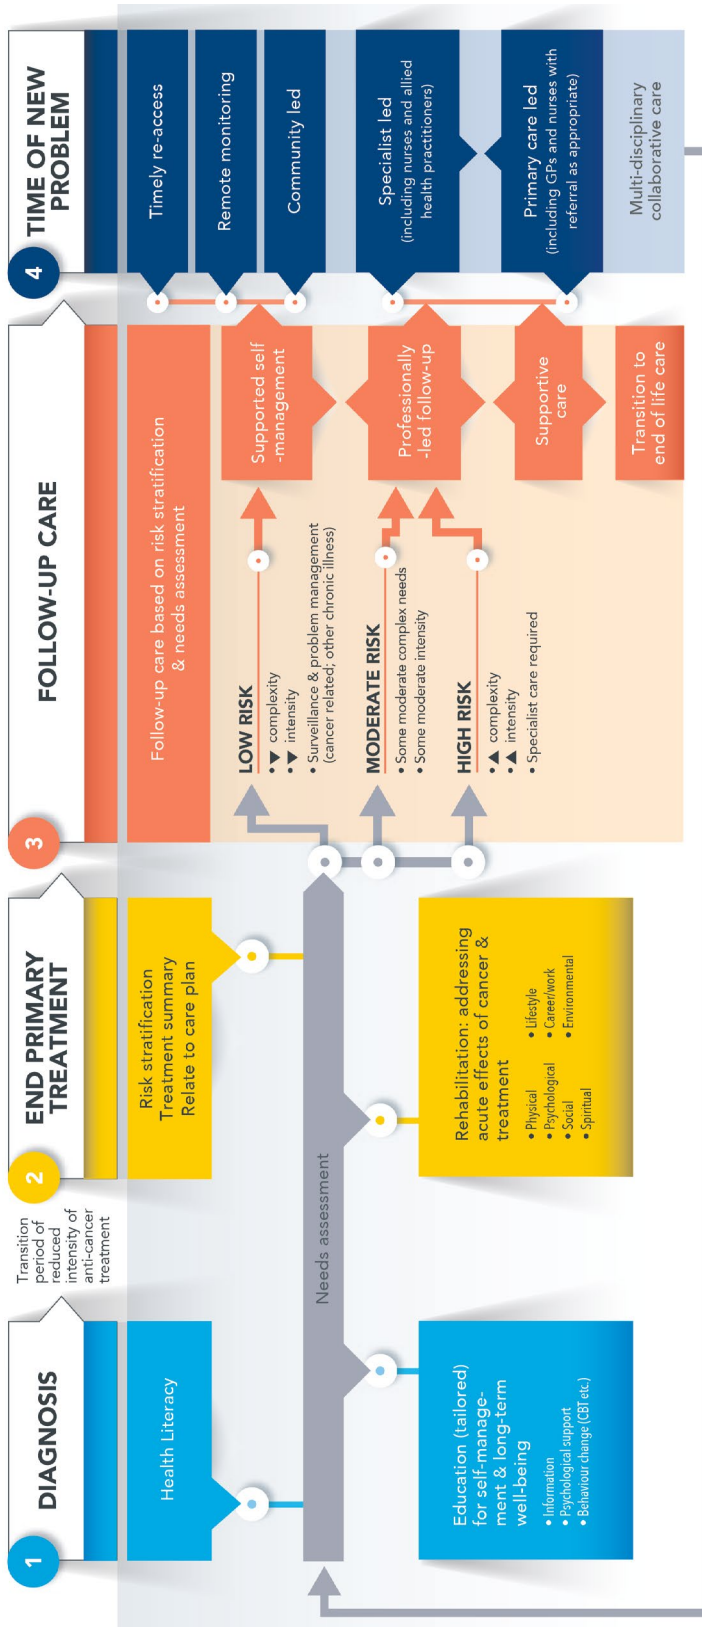 1
DIAGNOSIS
Health Literacy
Education (tailored)
for self-manage-
ment & long-term
well-being
• Information
• Psychological support
• Behaviour change (CBT etc.)
Transition
period of
reduced
intensity of
anti-cancer
treatment
Needs assessment
2
END PRIMARY
TREATMENT
Risk stratification
Treatment summary
Relate to care plan
Rehabilitation: addressing
acute effects of cancer &
treatment
• Physical
• Psychological
• Social
• Spiritual
• Lifestyle
• Career/work
• Environmental
3
FOLLOW-UP CARE
Follow-up care based on risk stratification
& needs assessment
LOW RISK
• ▼ complexity
• ▼ intensity
• Surveillance & problem management
(cancer related; other chronic illness)
MODERATE RISK
• Some moderate complex needs
• Some moderate intensity
HIGH RISK
• ▲ complexity
• ▲ intensity
• Specialist care required
Supported self
-management
Professionally
-led follow-up
Supportive
care
Transition to
end of life care
4
TIME OF NEW
PROBLEM
Timely re-access
Remote monitoring
Community led
Specialist led
(including nurses and allied
health practitioners)
Primary care led
(including GPs and nurses with
referral as appropriate)
Multi-disciplinary
collaborative care